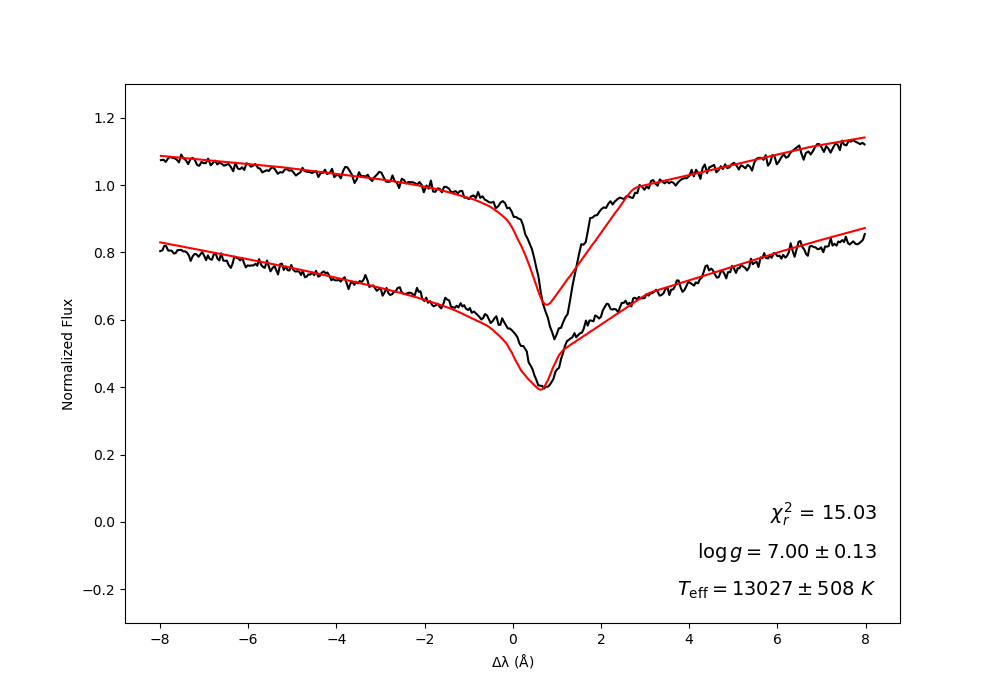 1.2
1.0
0.8
0.6
0.4
0.2
0.0
−0.2
Normalized Flux
χ²ᵣ = 15.03
log g = 7.00 ± 0.13
T_eff = 13027 ± 508 K
−8 −6 −4 −2 0 2 4 6 8
Δλ (Å)